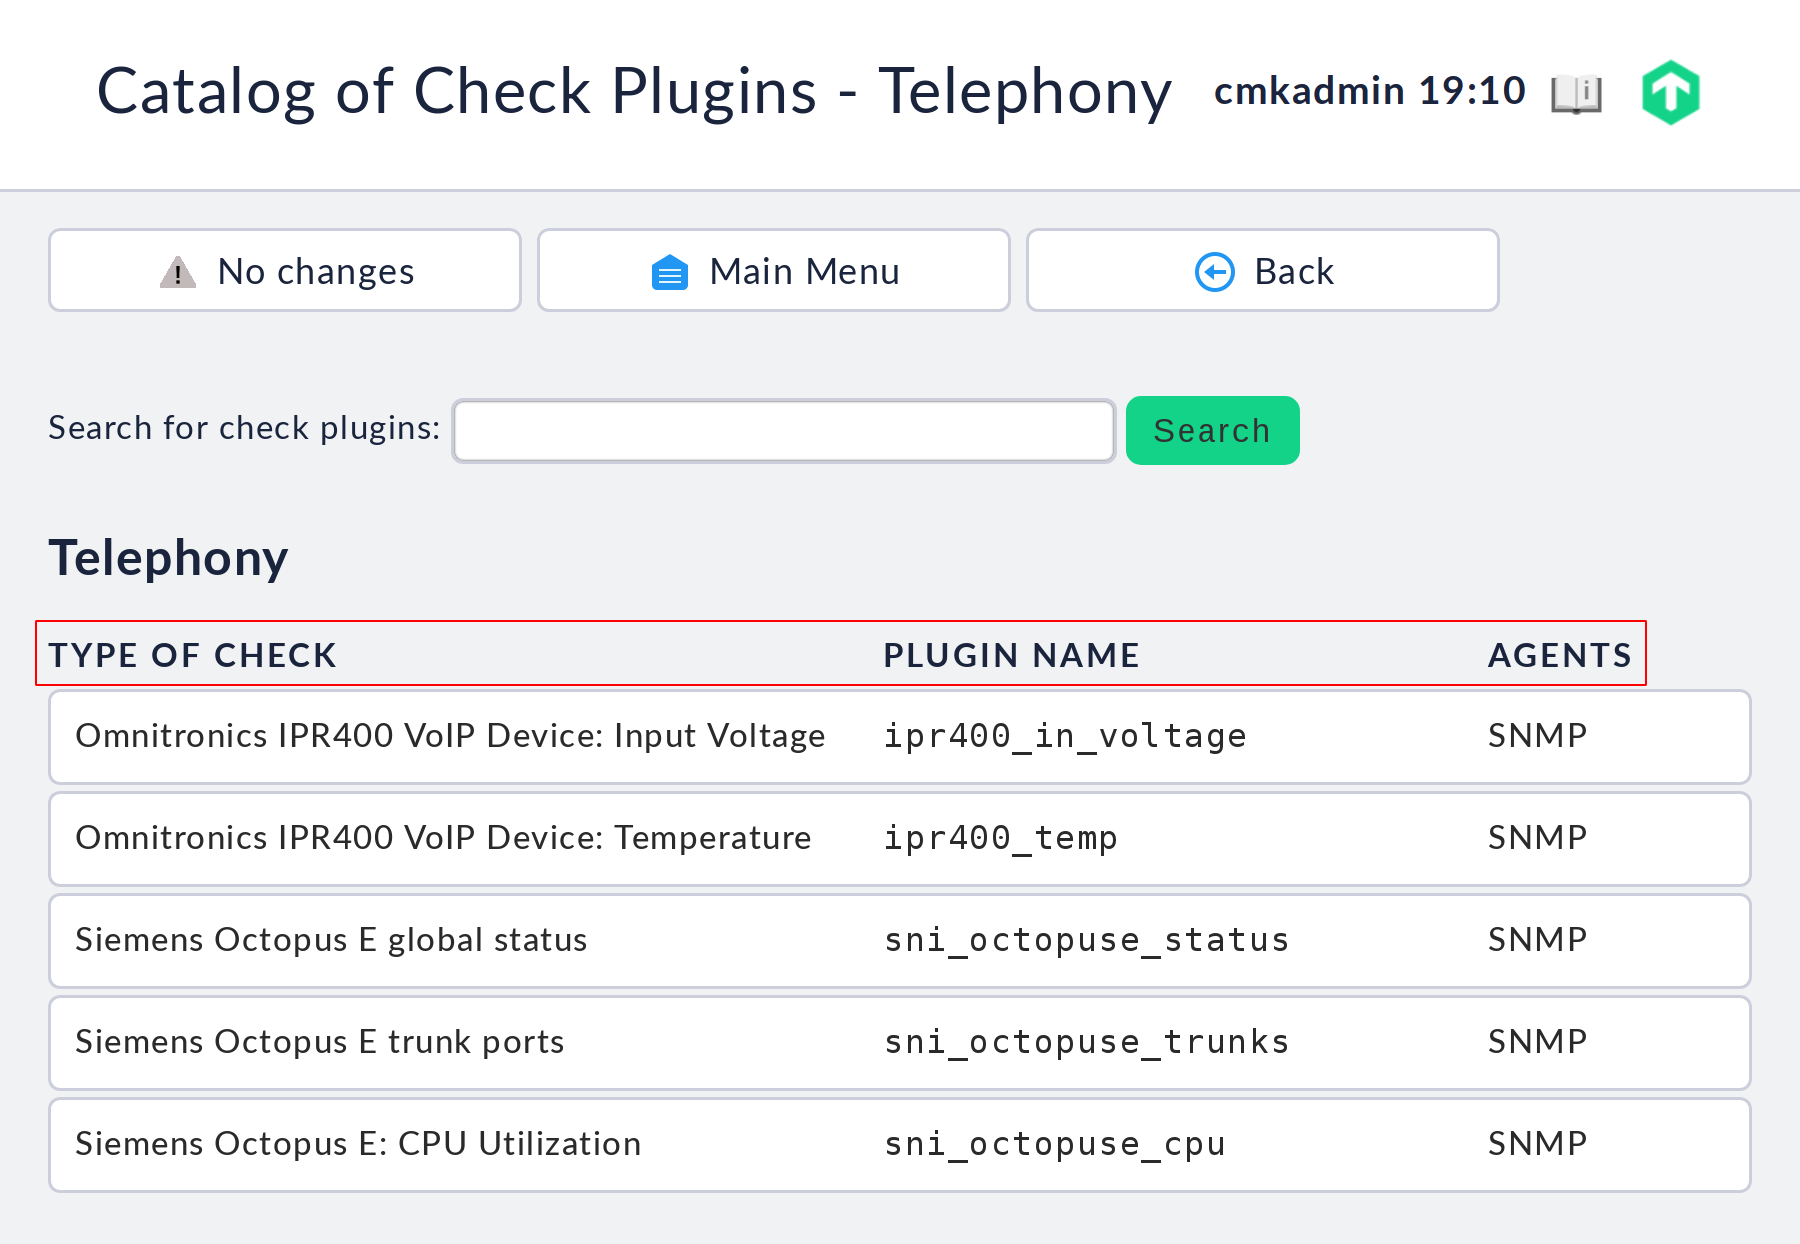 Catalog of Check Plugins - Telephony cmkadmin 19:10
No changes Main Menu Back
Search for check plugins: Search
Telephony
TYPE OF CHECK PLUGIN NAME AGENTS
Omnitronics IPR400 VoIP Device: Input Voltage ipr400_in_voltage SNMP
Omnitronics IPR400 VoIP Device: Temperature ipr400_temp SNMP
Siemens Octopus E global status sni_octopuse_status SNMP
Siemens Octopus E trunk ports sni_octopuse_trunks SNMP
Siemens Octopus E: CPU Utilization sni_octopuse_cpu SNMP